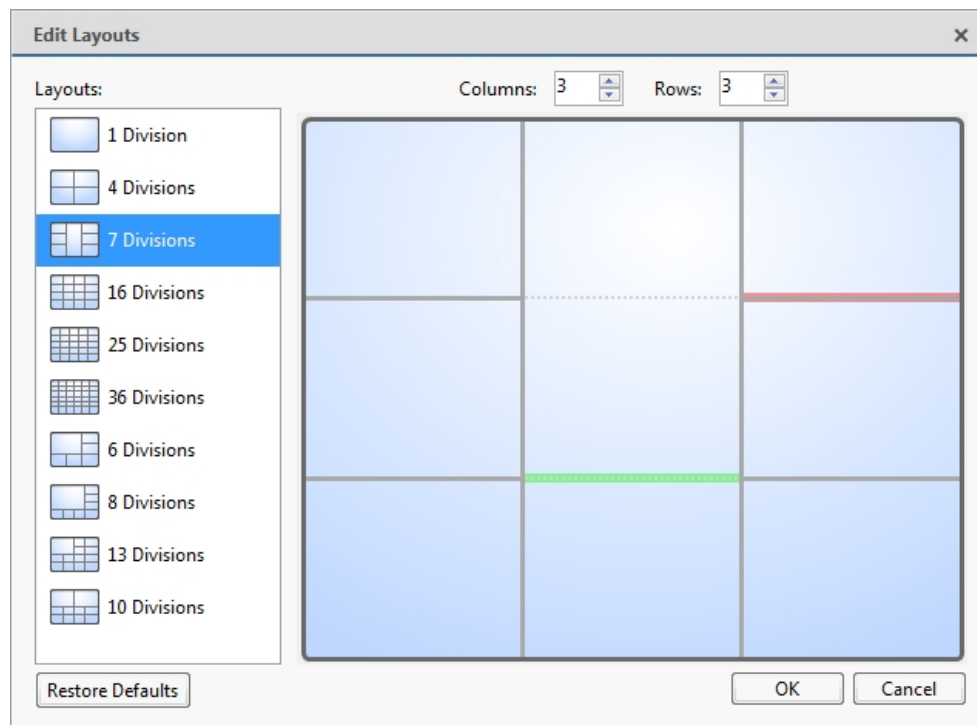 Edit Layouts
Layouts:
Columns: 3 Rows: 3
1 Division
4 Divisions
7 Divisions
16 Divisions
25 Divisions
36 Divisions
6 Divisions
8 Divisions
13 Divisions
10 Divisions
Restore Defaults
OK
Cancel